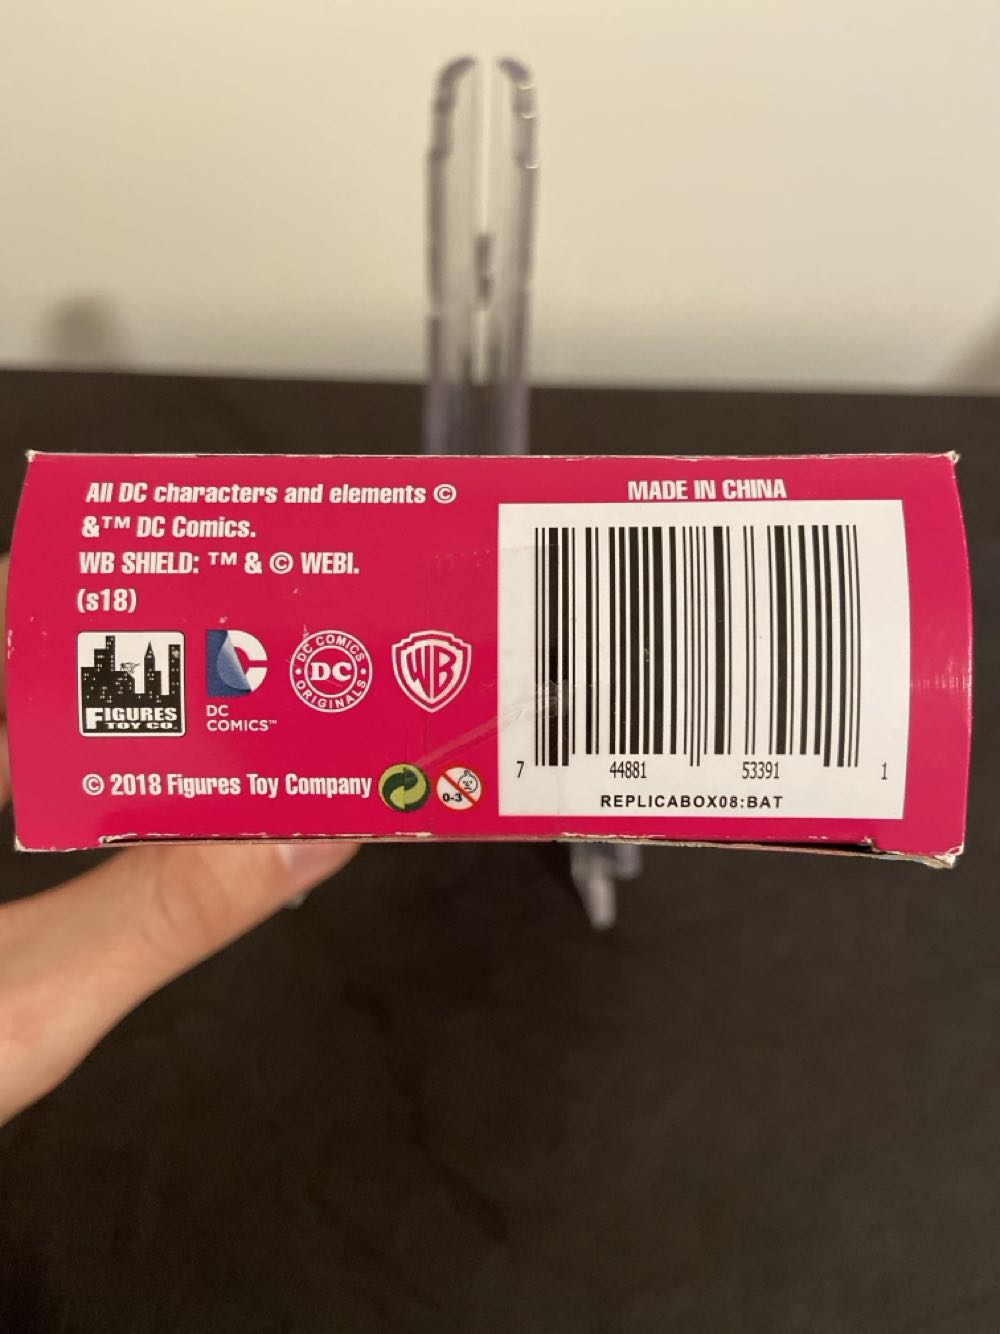 All DC characters and elements ©
&™ DC Comics.
WB SHIELD: ™ & © WEBI.
(s18)
FIGURES
TOY CO.
DC
COMICS™
DC COMICS
DC
ORIGINALS
WB
© 2018 Figures Toy Company
0-3
MADE IN CHINA
7 44881 53391 1
REPLICABOX08:BAT